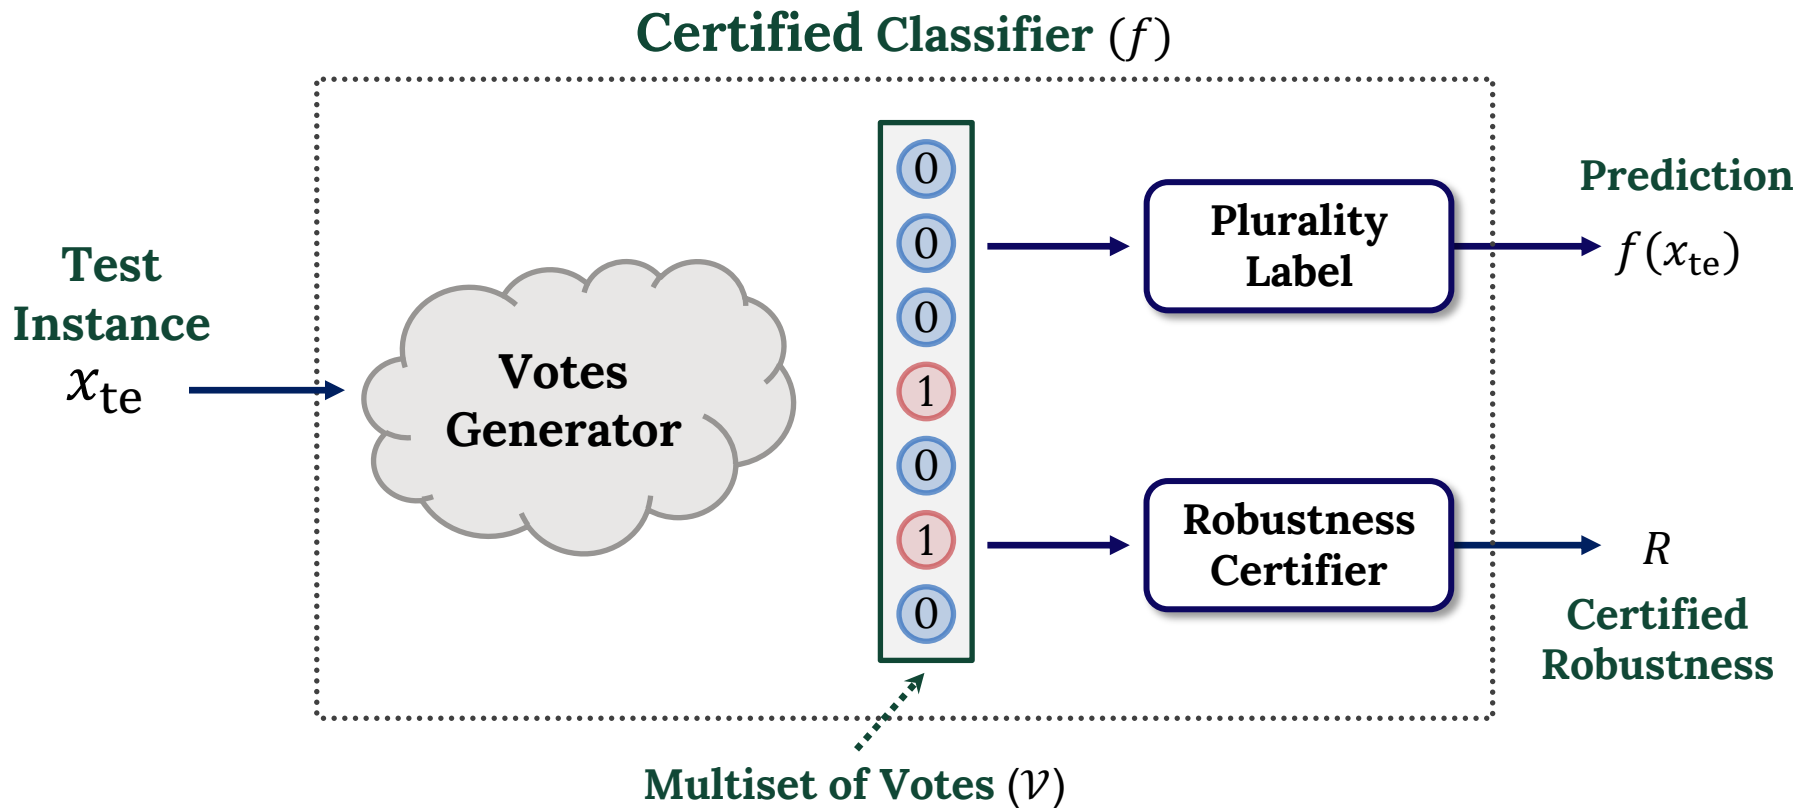 Certified Classifier (f)
Test
Instance
x_te
Votes
Generator
0
0
0
1
0
1
0
Multiset of Votes (𝒱)
Plurality
Label
Prediction
f(x_te)
Robustness
Certifier
R
Certified
Robustness